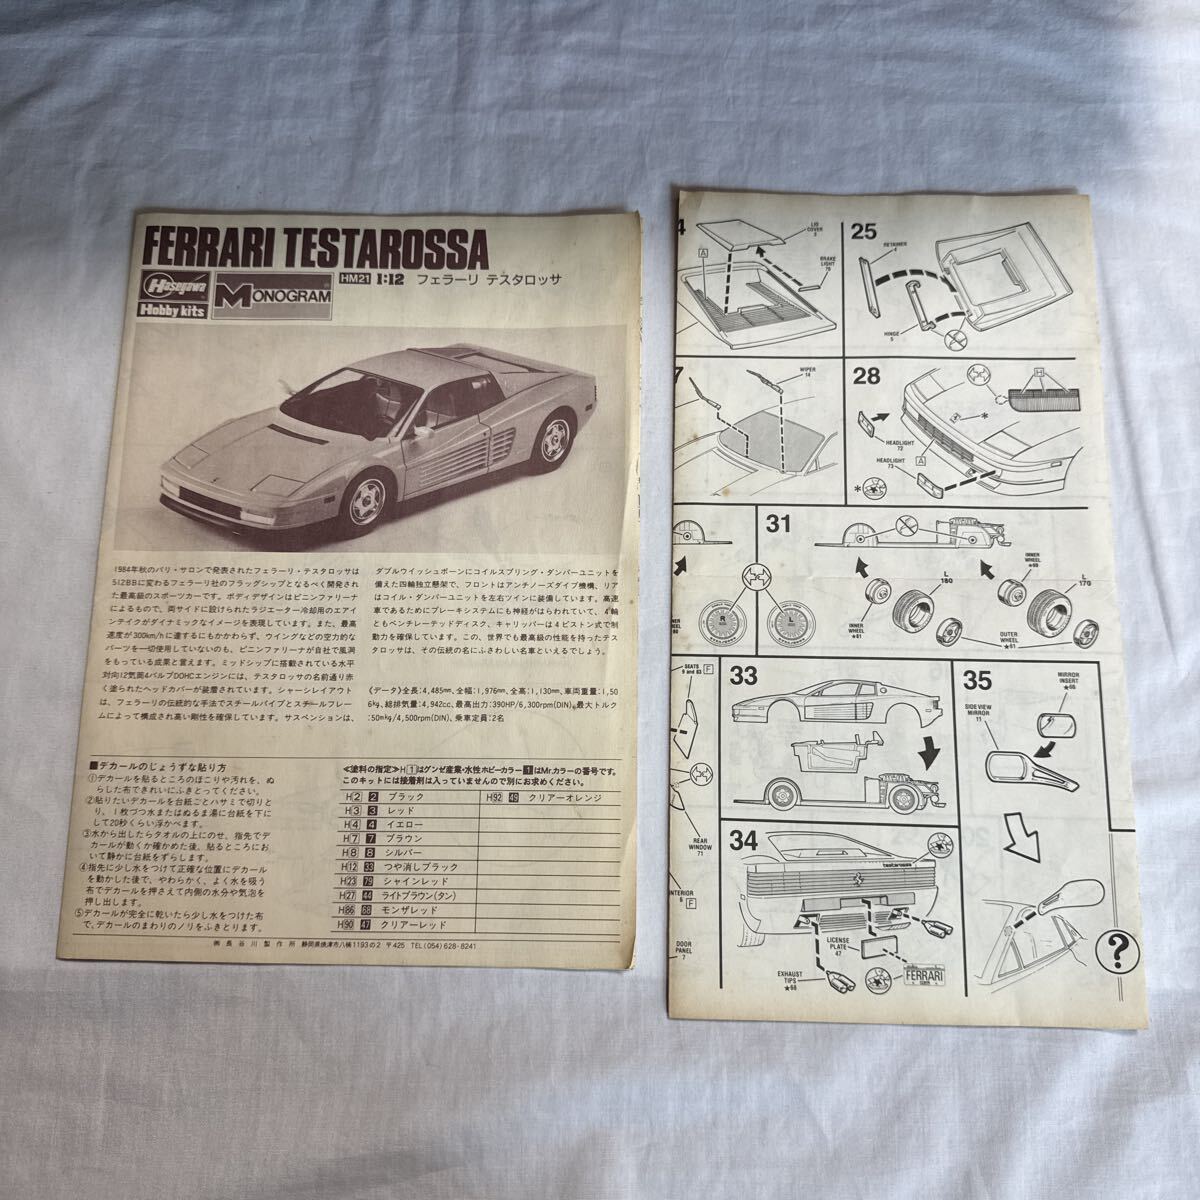 FERRARI TESTAROSSA
Hasegawa
Hobby kits
MONOGRAM
HM21 1:12 フェラーリ テスタロッサ
1984年秋のパリ・サロンで発表されたフェラーリ・テスタロッサは
512BBに変わるフェラーリ社のフラッグシップとなるべく開発され
た最高級のスポーツカーです。ボディデザインはピニンファリーナ
によるもので、両サイドに設けられたラジエーター冷却用のエアイ
ンテイクがダイナミックなイメージを表現しています。また、最高
速度が300km/hに達するにもかかわらず、ウイングなどの空力的な
パーツを一切使用していないのも、ピニンファリーナが自社で風洞
をもっている成果と言えます。ミッドシップに搭載されている水平
対向12気筒4バルブDOHCエンジンには、テスタロッサの名前通り赤
く塗られたヘッドカバーが装着されています。シャーシレイアウト
は、フェラーリの伝統的な手法でスチールパイプとスチールフレー
ムによって構成され高い剛性を確保しています。サスペンションは、
ダブルウイッシュボーンにコイルスプリング・ダンパーユニットを
備えた四輪独立懸架で、フロントはアンチノーズダイブ機構、リア
はコイル・ダンパーユニットを左右ツインに装備しています。高速
車であるためにブレーキシステムにも神経がはらわれていて、4輪
ともベンチレーテッドディスク、キャリッパーは4ピストン式で制
動力を確保しています。この、世界でも最高級の性能を持ったテス
タロッサは、その伝統の名にふさわしい名車といえるでしょう。
《データ》全長:4,485mm、全幅:1,976mm、全高:1,130mm、車両重量:1,50
6kg、総排気量:4,942cc、最高出力:390HP/6,300rpm(DIN)、最大トルク
:50mkg/4,500rpm(DIN)、乗車定員:2名
■デカールのじょうずな貼り方
①デカールを貼るところのほこりや汚れを、ぬ
らした布できれいにふきとってください。
②貼りたいデカールを台紙ごとハサミで切りと
り、1枚づつ水またはぬるま湯に台紙を下に
して20秒くらい浮かべます。
③水から出したらタオルの上にのせ、指先でデ
カールが動くか確かめた後、貼るところにお
いて静かに台紙をずらします。
④指先に少し水をつけて正確な位置にデカール
を動かした後で、やわらかく、よく水を吸う
布でデカールを押さえて内側の水分や気泡を
押し出します。
⑤デカールが完全に乾いたら少し水をつけた布
で、デカールのまわりのノリをふきとります。
≪塗料の指定≫H1はグンゼ産業・水性ホビーカラー1はMr.カラーの番号です。
このキットには接着剤は入っていませんので別にお求めください。
H2 2 ブラック
H92 49 クリアーオレンジ
H3 3 レッド
H4 4 イエロー
H7 7 ブラウン
H8 8 シルバー
H12 33 つや消しブラック
H23 79 シャインレッド
H27 44 ライトブラウン(タン)
H86 68 モンザレッド
H90 47 クリアーレッド
㈱長谷川製作所 静岡県焼津市八楠1193の2 〒425 TEL(054)628-8241
4
LID
COVER
3
A
BRAKE
LIGHT
76
25
RETAINER
4
HINGE
5
7
WIPER
14
28
H
*
HEADLIGHT
72
A
HEADLIGHT
73
*
31
R
L
INNER
WHEEL
★61
L
180
INNER
WHEEL
★60
L
170
OUTER
WHEEL
★61
SEATS
9 and 83
F
REAR
WINDOW
71
INTERIOR
6
F
DOOR
PANEL
7
33
34
testarossa
LICENSE
PLATE
47
EXHAUST
TIPS
★68
FERRARI
35
MIRROR
INSERT
★66
SIDEVIEW
MIRROR
11
?